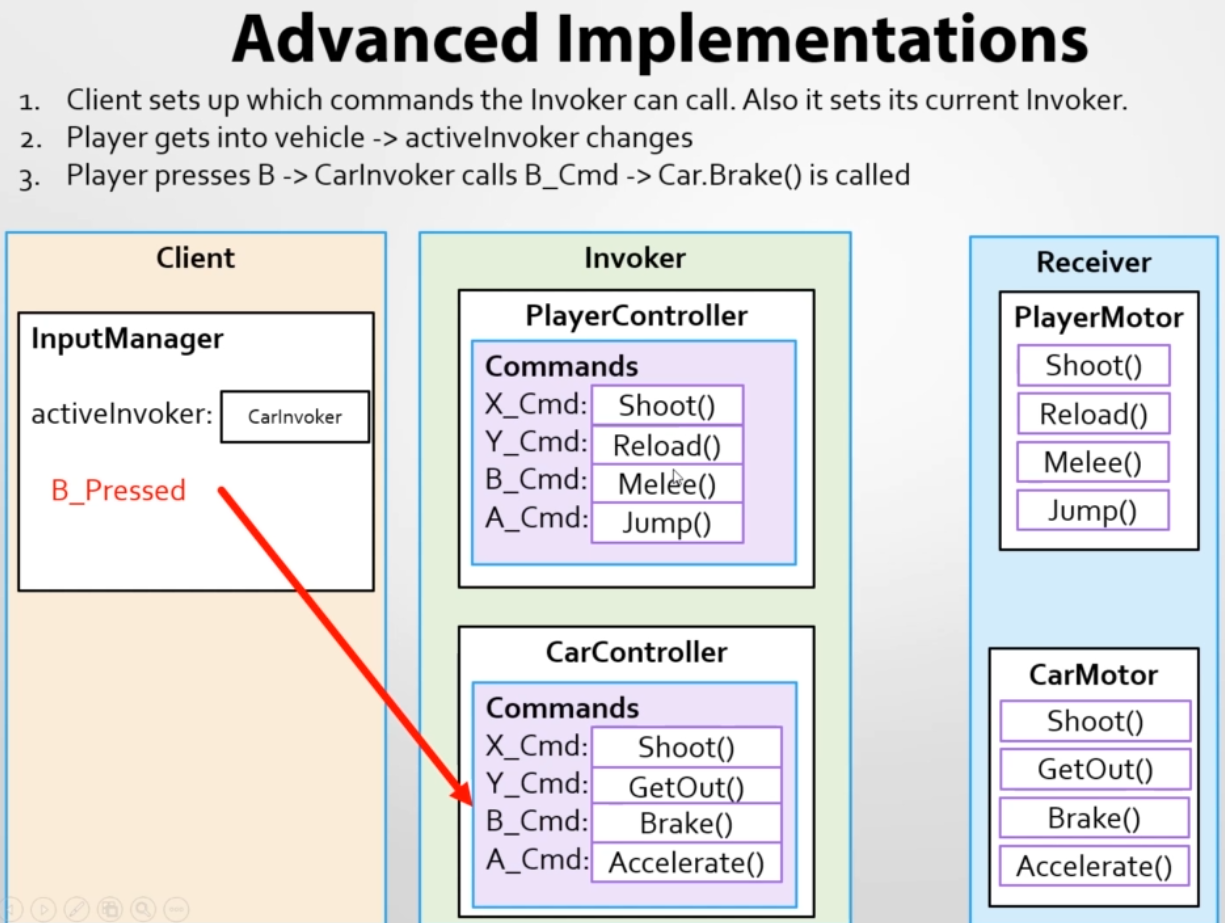 Advanced Implementations
1. Client sets up which commands the Invoker can call. Also it sets its current Invoker.
2. Player gets into vehicle -> activeInvoker changes
3. Player presses B -> CarInvoker calls B_Cmd -> Car.Brake() is called
Client
InputManager
activeInvoker: CarInvoker
B_Pressed
Invoker
PlayerController
Commands
X_Cmd: Shoot()
Y_Cmd: Reload()
B_Cmd: Melee()
A_Cmd: Jump()
CarController
Commands
X_Cmd: Shoot()
Y_Cmd: GetOut()
B_Cmd: Brake()
A_Cmd: Accelerate()
Receiver
PlayerMotor
Shoot()
Reload()
Melee()
Jump()
CarMotor
Shoot()
GetOut()
Brake()
Accelerate()